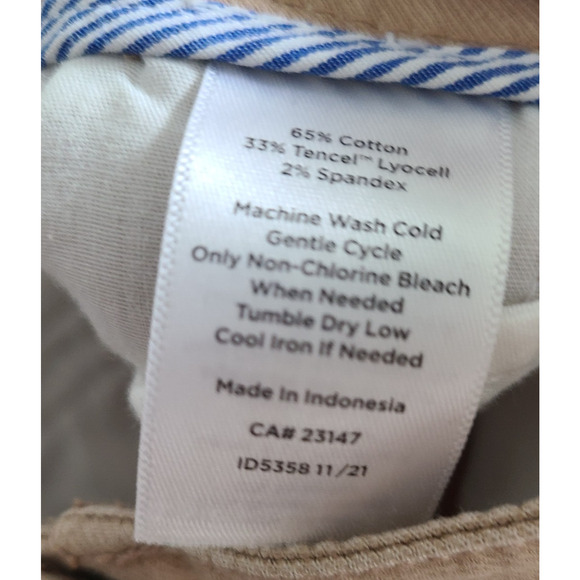 65% Cotton
33% Tencel™ Lyocell
2% Spandex
Machine Wash Cold
Gentle Cycle
Only Non-Chlorine Bleach
When Needed
Tumble Dry Low
Cool Iron If Needed
Made In Indonesia
CA# 23147
ID5358 11/21